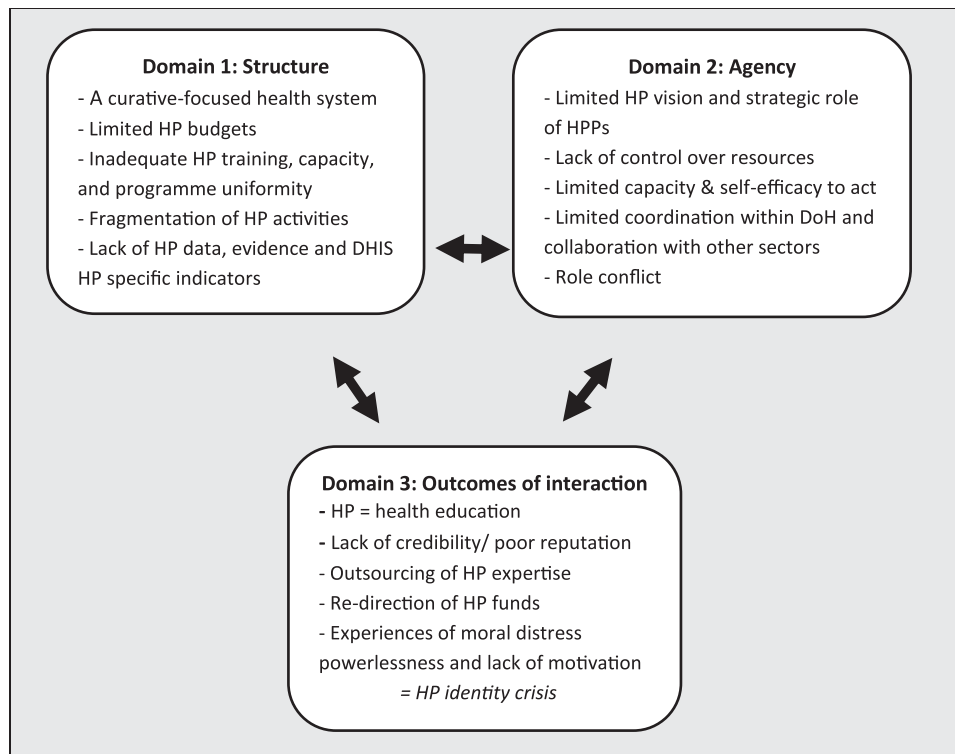 Domain 1: Structure
- A curative-focused health system
- Limited HP budgets
- Inadequate HP training, capacity,
and programme uniformity
- Fragmentation of HP activities
- Lack of HP data, evidence and DHIS
HP specific indicators
Domain 2: Agency
- Limited HP vision and strategic role
of HPPs
- Lack of control over resources
- Limited capacity & self-efficacy to act
- Limited coordination within DoH and
collaboration with other sectors
- Role conflict
Domain 3: Outcomes of interaction
- HP = health education
- Lack of credibility/ poor reputation
- Outsourcing of HP expertise
- Re-direction of HP funds
- Experiences of moral distress
powerlessness and lack of motivation
= HP identity crisis